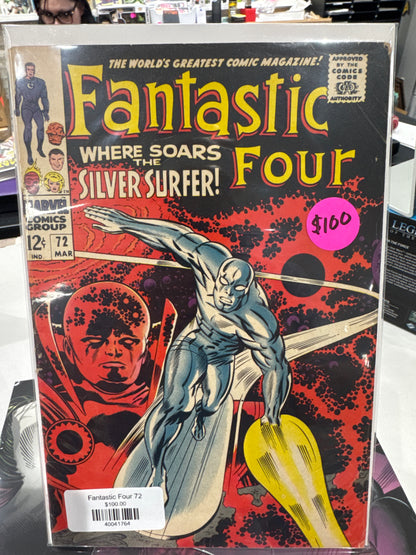 THE WORLD'S GREATEST COMIC MAGAZINE!
APPROVED BY THE COMICS CODE AUTHORITY
Fantastic
Four
WHERE SOARS
THE
SILVER SURFER!
$100
MARVEL
COMICS
GROUP
12¢
IND.
72
MAR
LEGE
Fantastic Four 72
$100.00
40041764